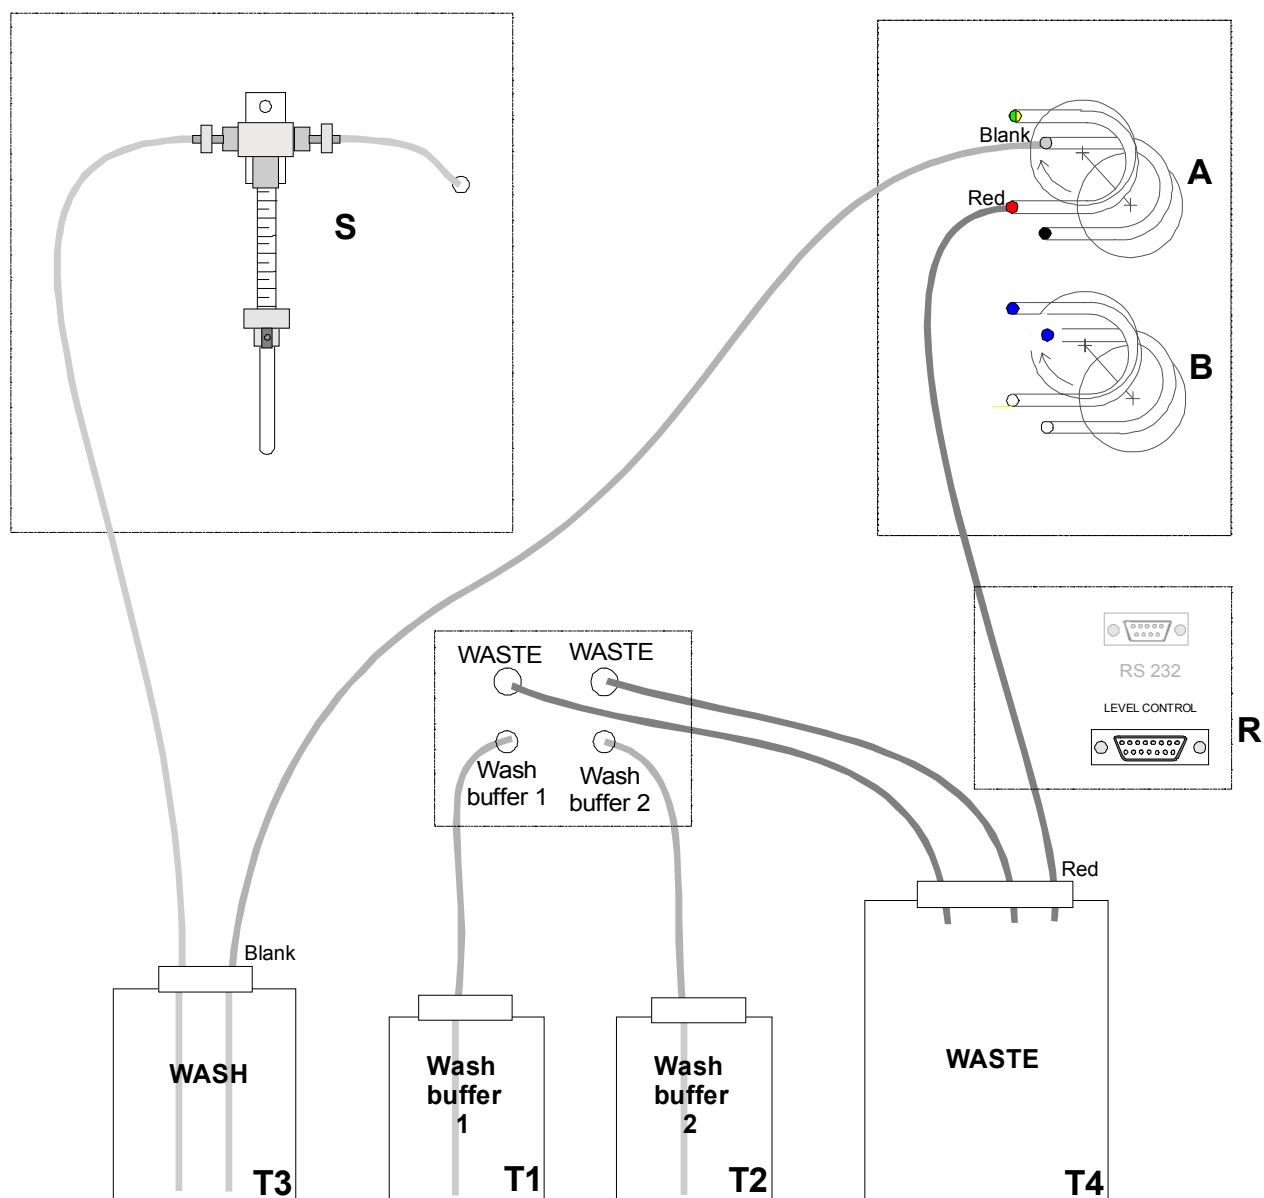 Blank
A
Red
S
B
WASTE WASTE
RS 232
LEVEL CONTROL
R
Wash
buffer 1
Wash
buffer 2
Red
Blank
WASH
T3
Wash
buffer
1
T1
Wash
buffer
2
T2
WASTE
T4